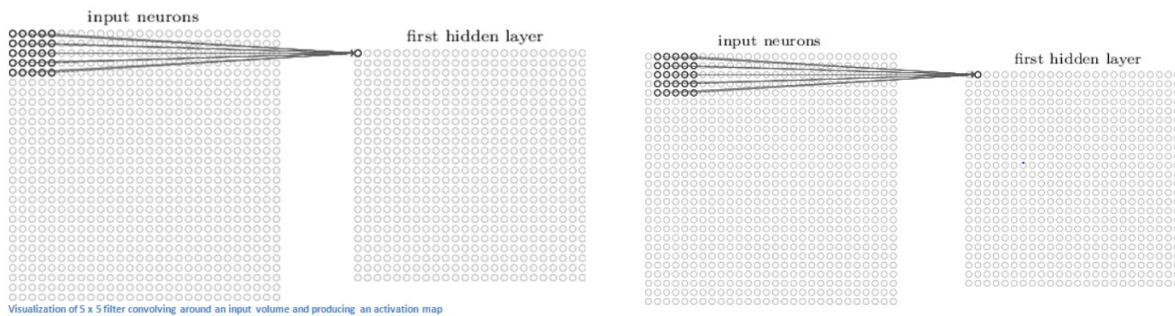 input neurons
first hidden layer
input neurons
first hidden layer
Visualization of 5 x 5 filter convolving around an input volume and producing an activation map